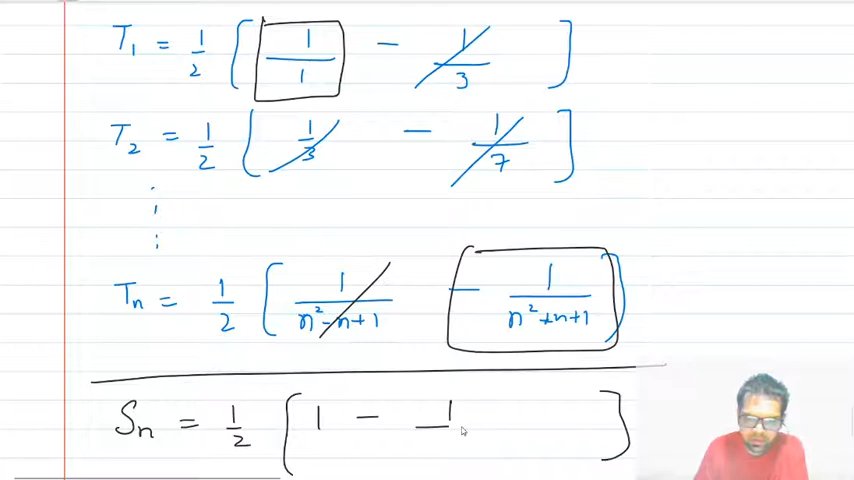 T₁ = 1/2 [ 1/1 - 1/3 ]
T₂ = 1/2 [ 1/3 - 1/7 ]
⋮
Tₙ = 1/2 ( 1/(n²-n+1) - 1/(n²+n+1) )
Sₙ = 1/2 [ 1 - 1/ ]